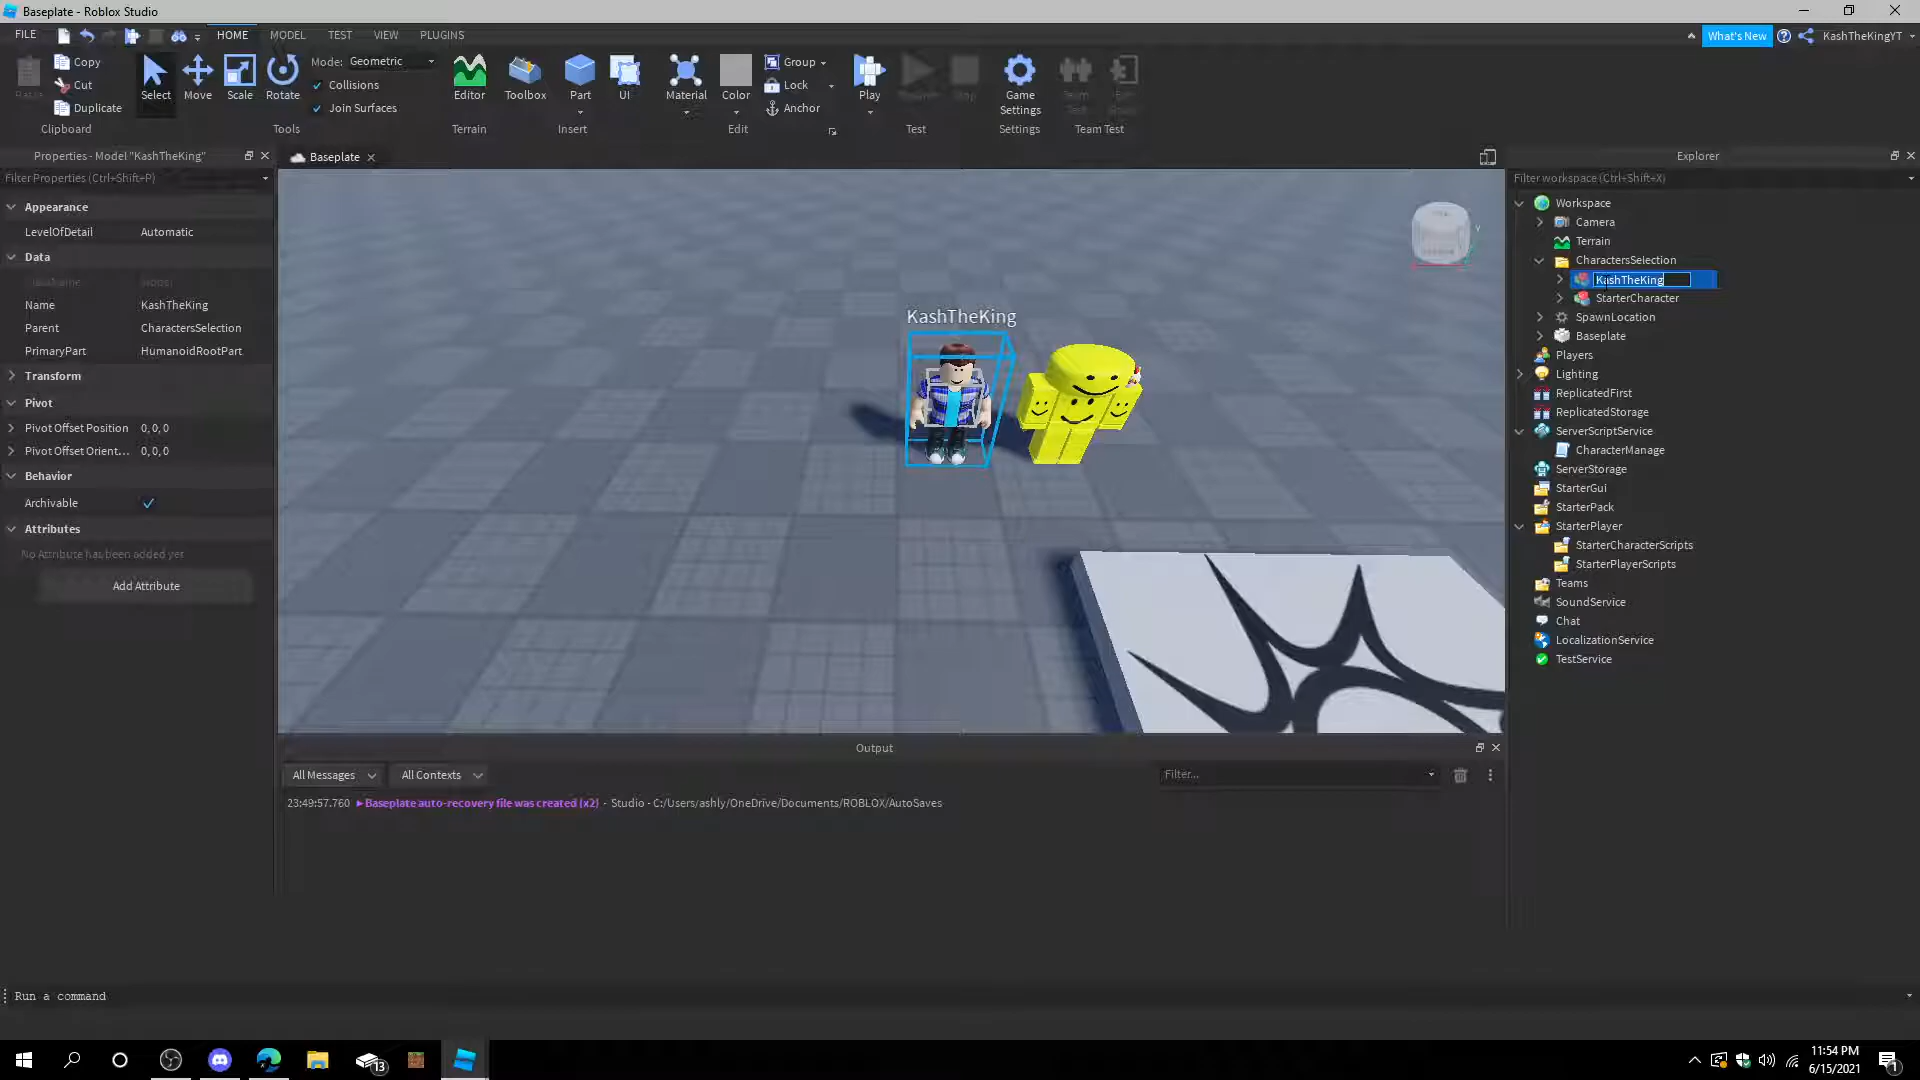 Baseplate - Roblox Studio
FILE HOME MODEL TEST VIEW PLUGINS What's New KashTheKingYT
Copy
Cut
Duplicate
Clipboard
Select Move Scale Rotate
Mode: Geometric
Collisions
Join Surfaces
Tools
Editor
Terrain
Toolbox Part UI
Insert
Material Color
Group
Lock
Anchor
Edit
Play
Test
Game
Settings
Settings
Team Test
Properties - Model "KashTheKing"
Filter Properties (Ctrl+Shift+P)
Appearance
LevelOfDetail Automatic
Data
Name KashTheKing
Parent CharactersSelection
PrimaryPart HumanoidRootPart
Transform
Pivot
Pivot Offset Position 0, 0, 0
Pivot Offset Orient... 0, 0, 0
Behavior
Archivable
Attributes
No Attribute has been added yet
Add Attribute
Baseplate
KashTheKing
Output
All Messages All Contexts Filter...
23:49:57.760 Baseplate auto-recovery file was created (x2) - Studio - C:/Users/ashly/OneDrive/Documents/ROBLOX/AutoSaves
Explorer
Filter workspace (Ctrl+Shift+X)
Workspace
Camera
Terrain
CharactersSelection
KashTheKing
StarterCharacter
SpawnLocation
Baseplate
Players
Lighting
ReplicatedFirst
ReplicatedStorage
ServerScriptService
CharacterManage
ServerStorage
StarterGui
StarterPack
StarterPlayer
StarterCharacterScripts
StarterPlayerScripts
Teams
SoundService
Chat
LocalizationService
TestService
Run a command
13
11:54 PM
6/15/2021
1